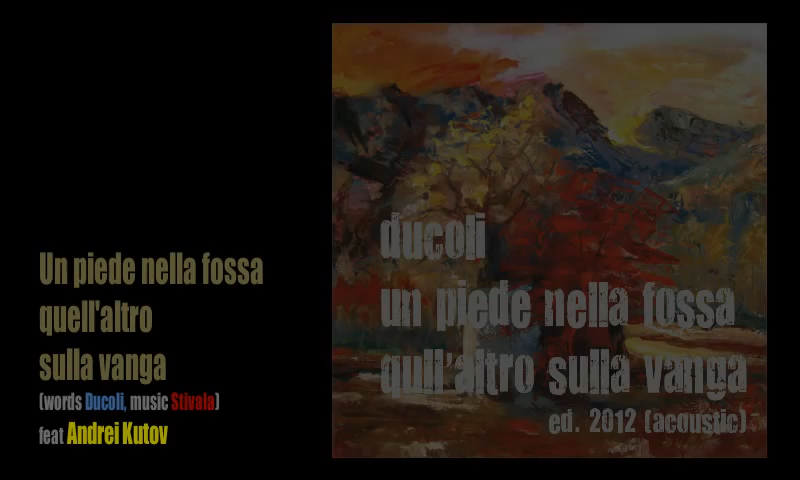 Un piede nella fossa
quell'altro
sulla vanga
(words Ducoli, music Stivala)
feat Andrei Kutov
ducoli
un piede nella fossa
qull'altro sulla vanga
ed. 2012 (acoustic)